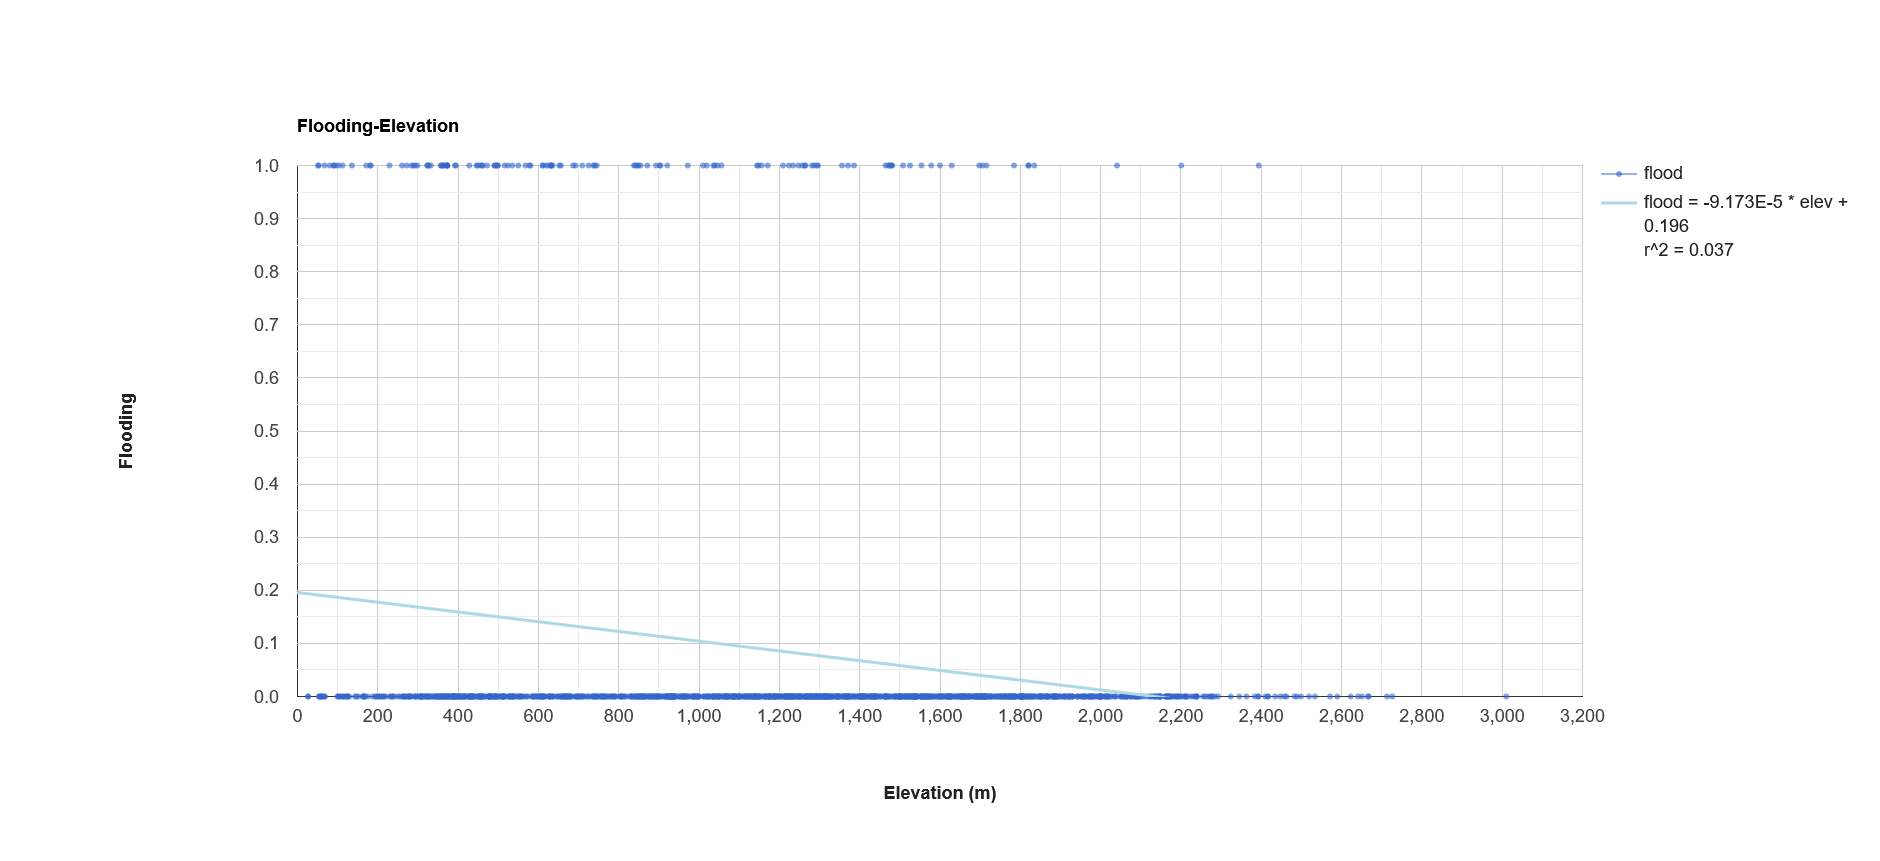 Flooding-Elevation
1.0
0.9
0.8
0.7
0.6
0.5
0.4
0.3
0.2
0.1
0.0
Flooding
0 200 400 600 800 1,000 1,200 1,400 1,600 1,800 2,000 2,200 2,400 2,600 2,800 3,000 3,200
Elevation (m)
flood
flood = -9.173E-5 * elev +
0.196
r^2 = 0.037